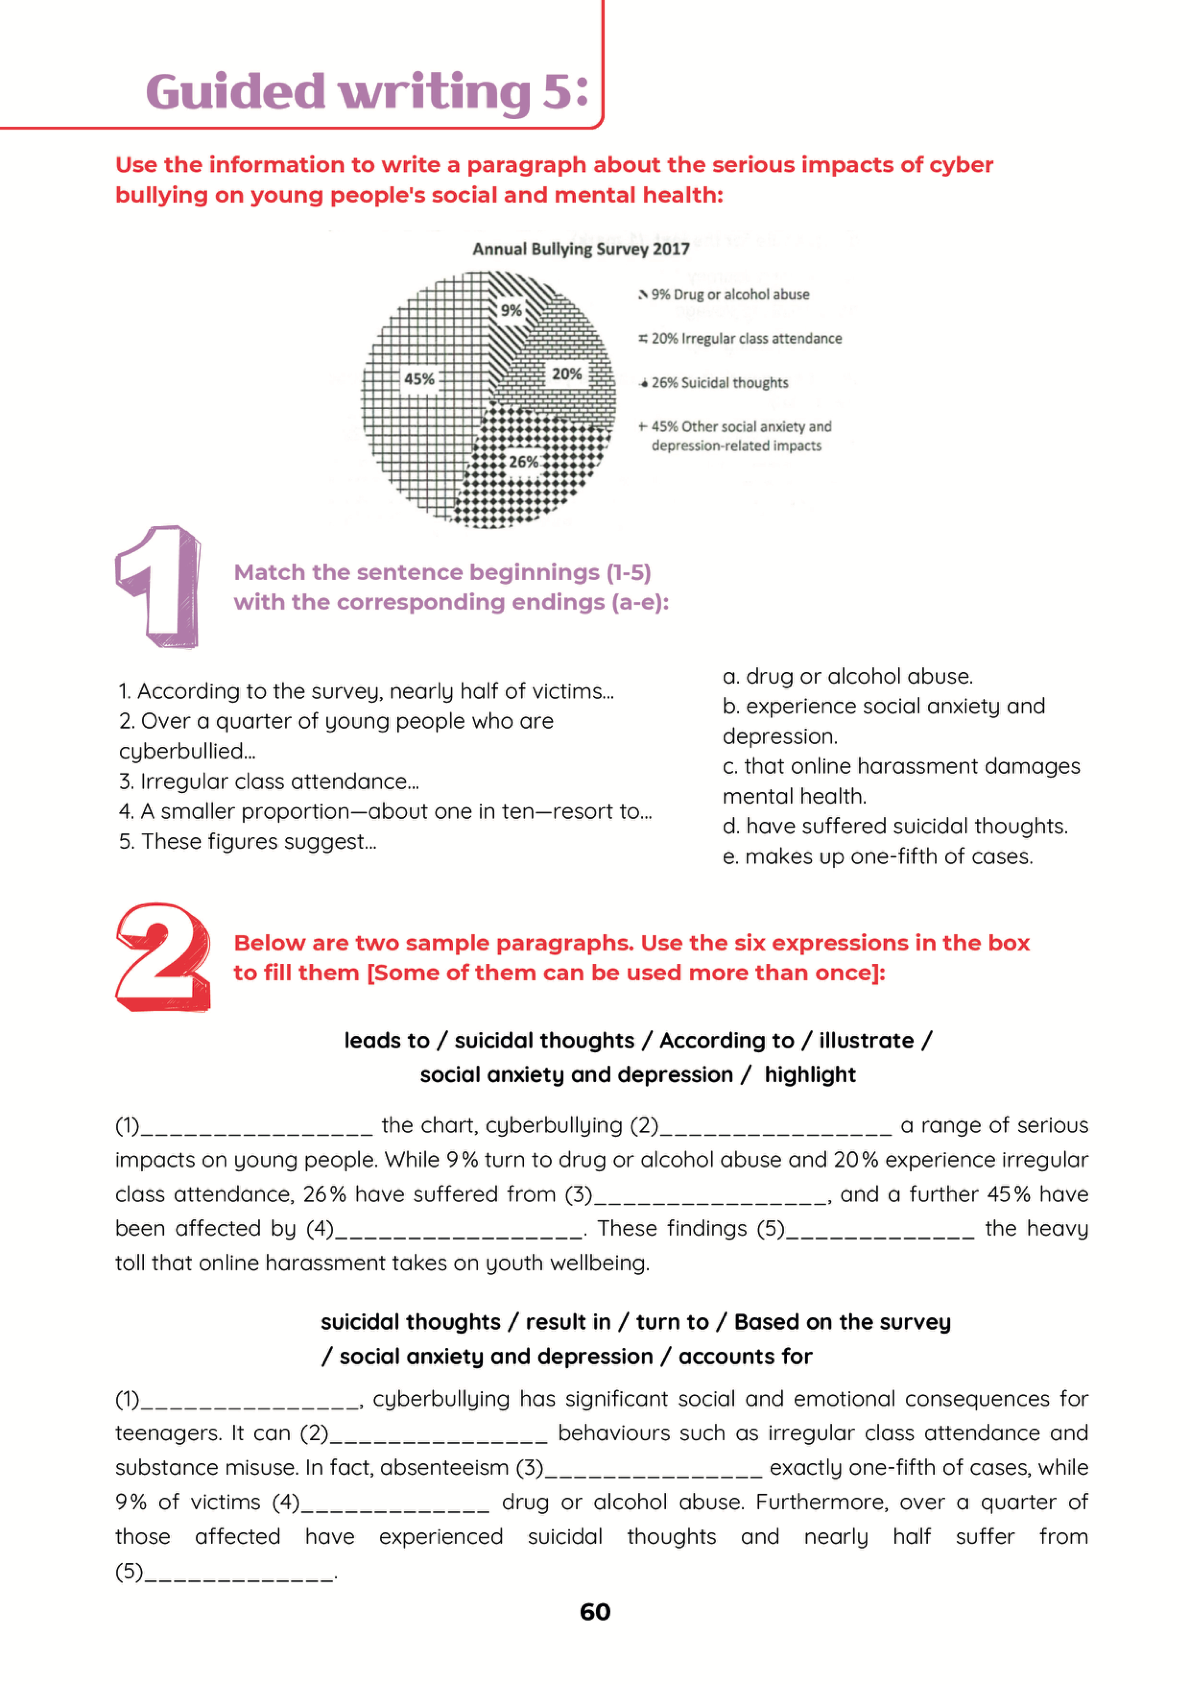 Guided writing 5:
Use the information to write a paragraph about the serious impacts of cyber
bullying on young people's social and mental health:
Annual Bullying Survey 2017
9%
20%
45%
26%
9% Drug or alcohol abuse
20% Irregular class attendance
26% Suicidal thoughts
45% Other social anxiety and
depression-related impacts
1
Match the sentence beginnings (1-5)
with the corresponding endings (a-e):
1. According to the survey, nearly half of victims...
2. Over a quarter of young people who are
cyberbullied...
3. Irregular class attendance...
4. A smaller proportion—about one in ten—resort to...
5. These figures suggest...
a. drug or alcohol abuse.
b. experience social anxiety and
depression.
c. that online harassment damages
mental health.
d. have suffered suicidal thoughts.
e. makes up one-fifth of cases.
2
Below are two sample paragraphs. Use the six expressions in the box
to fill them [Some of them can be used more than once]:
leads to / suicidal thoughts / According to / illustrate /
social anxiety and depression / highlight
(1)________________ the chart, cyberbullying (2)________________ a range of serious
impacts on young people. While 9% turn to drug or alcohol abuse and 20% experience irregular
class attendance, 26% have suffered from (3)________________, and a further 45% have
been affected by (4)_________________. These findings (5)_____________ the heavy
toll that online harassment takes on youth wellbeing.
suicidal thoughts / result in / turn to / Based on the survey
/ social anxiety and depression / accounts for
(1)_______________, cyberbullying has significant social and emotional consequences for
teenagers. It can (2)_______________ behaviours such as irregular class attendance and
substance misuse. In fact, absenteeism (3)_______________ exactly one-fifth of cases, while
9% of victims (4)_____________ drug or alcohol abuse. Furthermore, over a quarter of
those affected have experienced suicidal thoughts and nearly half suffer from
(5)_____________.
60